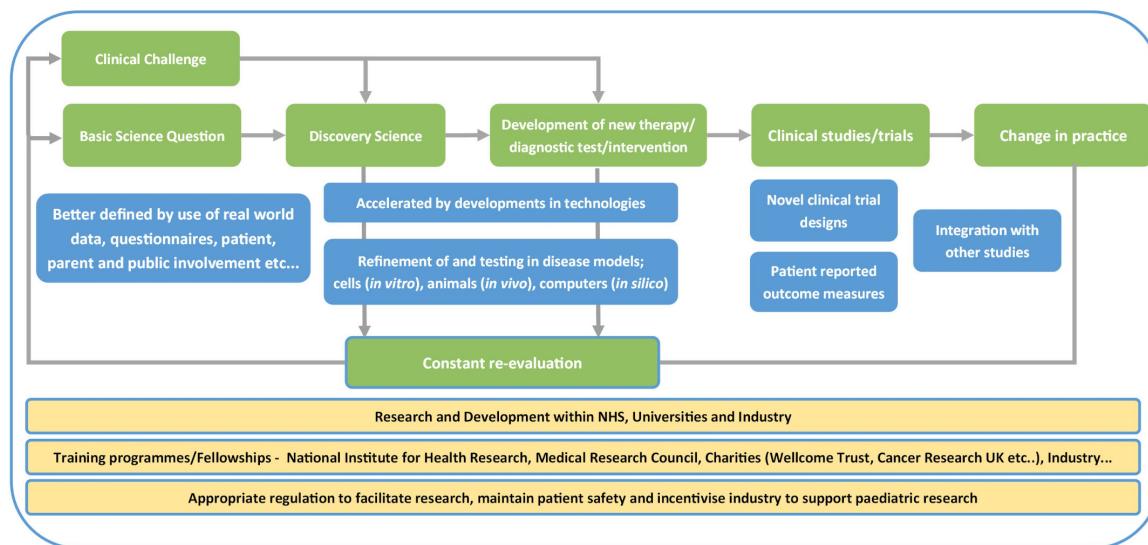 Clinical Challenge
Basic Science Question
Discovery Science
Development of new therapy/
diagnostic test/intervention
Clinical studies/trials
Change in practice
Better defined by use of real world
data, questionnaires, patient,
parent and public involvement etc...
Accelerated by developments in technologies
Refinement of and testing in disease models;
cells (in vitro), animals (in vivo), computers (in silico)
Novel clinical trial
designs
Patient reported
outcome measures
Integration with
other studies
Constant re-evaluation
Research and Development within NHS, Universities and Industry
Training programmes/Fellowships - National Institute for Health Research, Medical Research Council, Charities (Wellcome Trust, Cancer Research UK etc..), Industry...
Appropriate regulation to facilitate research, maintain patient safety and incentivise industry to support paediatric research